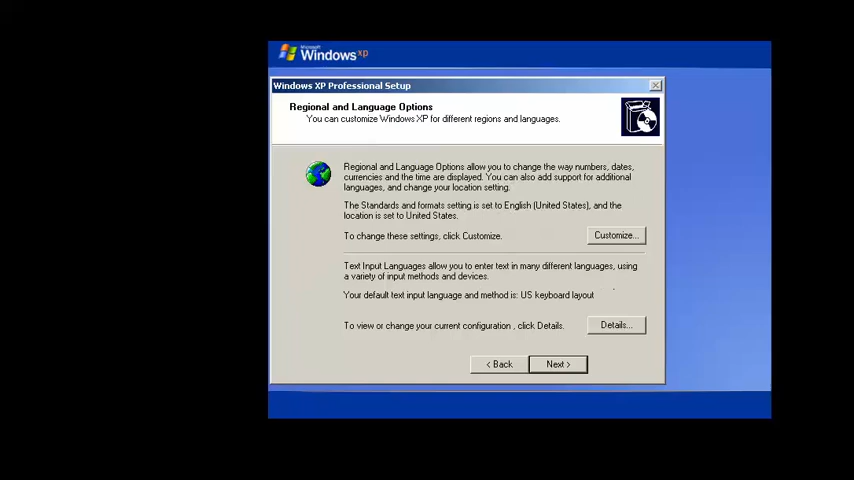 Microsoft
Windows xp
Windows XP Professional Setup
Regional and Language Options
You can customize Windows XP for different regions and languages.
Regional and Language Options allow you to change the way numbers, dates,
currencies and the time are displayed. You can also add support for additional
languages, and change your location setting.
The Standards and formats setting is set to English (United States), and the
location is set to United States.
To change these settings, click Customize.
Customize...
Text Input Languages allow you to enter text in many different languages, using
a variety of input methods and devices.
Your default text input language and method is: US keyboard layout
To view or change your current configuration , click Details.
Details...
< Back
Next >